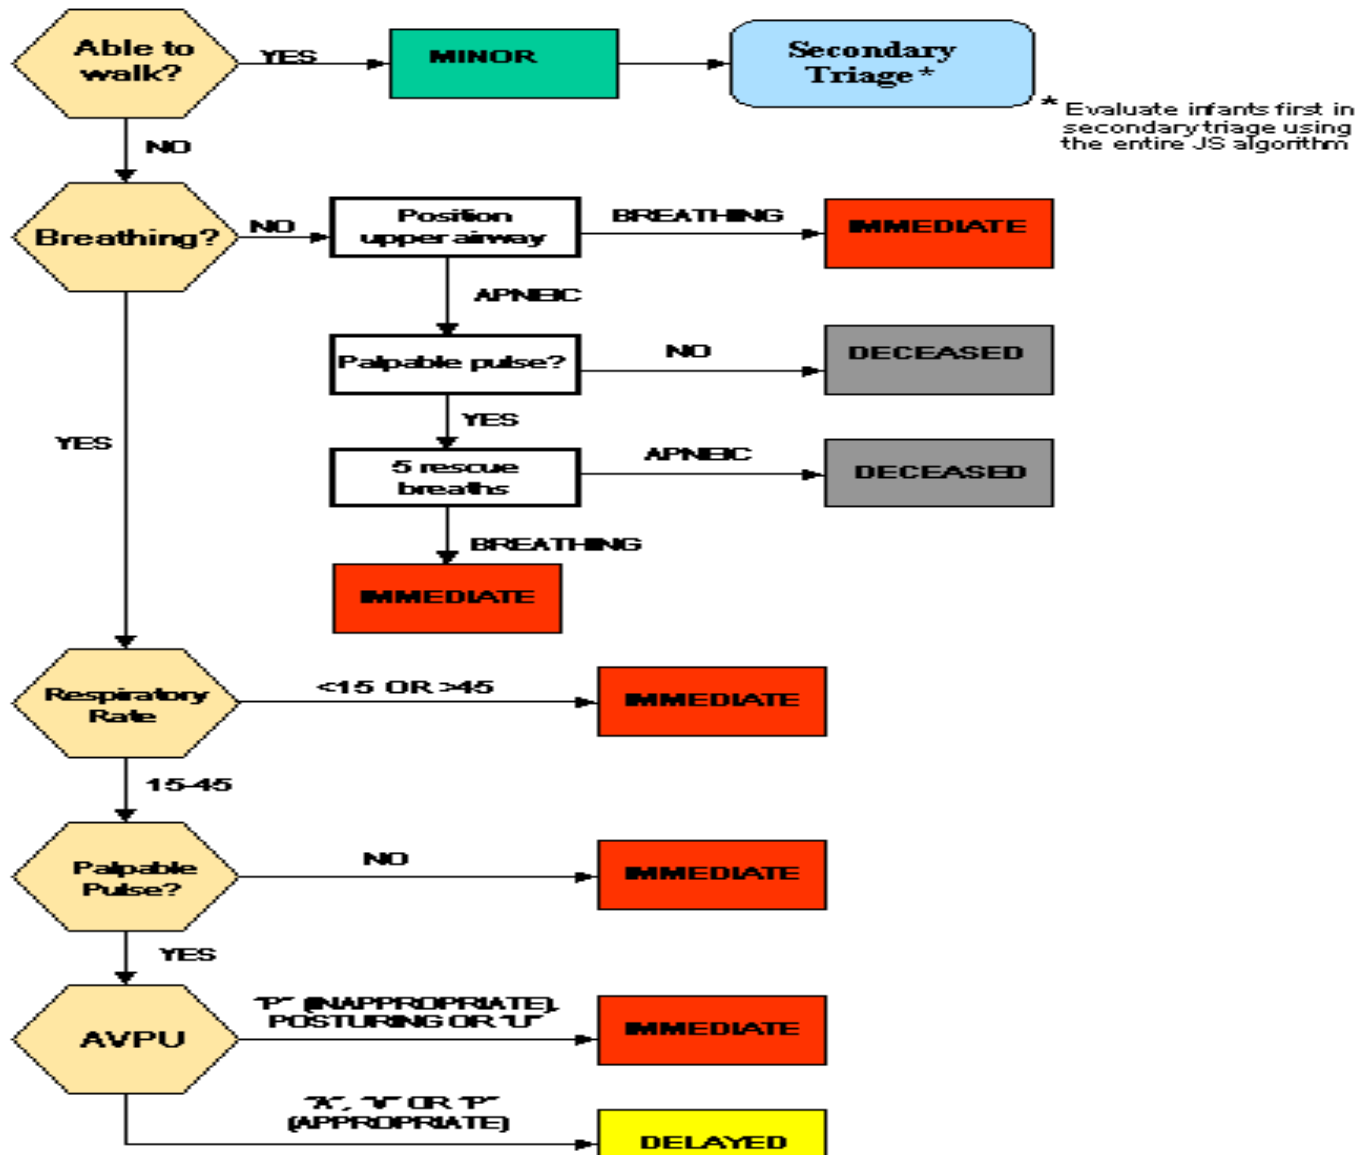 Able to
walk?
YES
MINOR
Secondary
Triage *
* Evaluate infants first in
secondary triage using
the entire JS algorithm
NO
Breathing?
NO
Position
upper airway
BREATHING
IMMEDIATE
APNEIC
Palpable pulse?
NO
DECEASED
YES
5 rescue
breaths
APNEIC
DECEASED
BREATHING
IMMEDIATE
YES
Respiratory
Rate
<15 OR >45
IMMEDIATE
15-45
Palpable
Pulse?
NO
IMMEDIATE
YES
AVPU
"P" (INAPPROPRIATE),
POSTURING OR "U"
IMMEDIATE
"A", "V" OR "P"
(APPROPRIATE)
DELAYED